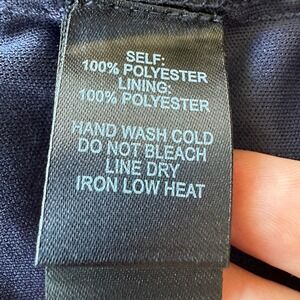 SELF:
100% POLYESTER
LINING:
100% POLYESTER
HAND WASH COLD
DO NOT BLEACH
LINE DRY
IRON LOW HEAT